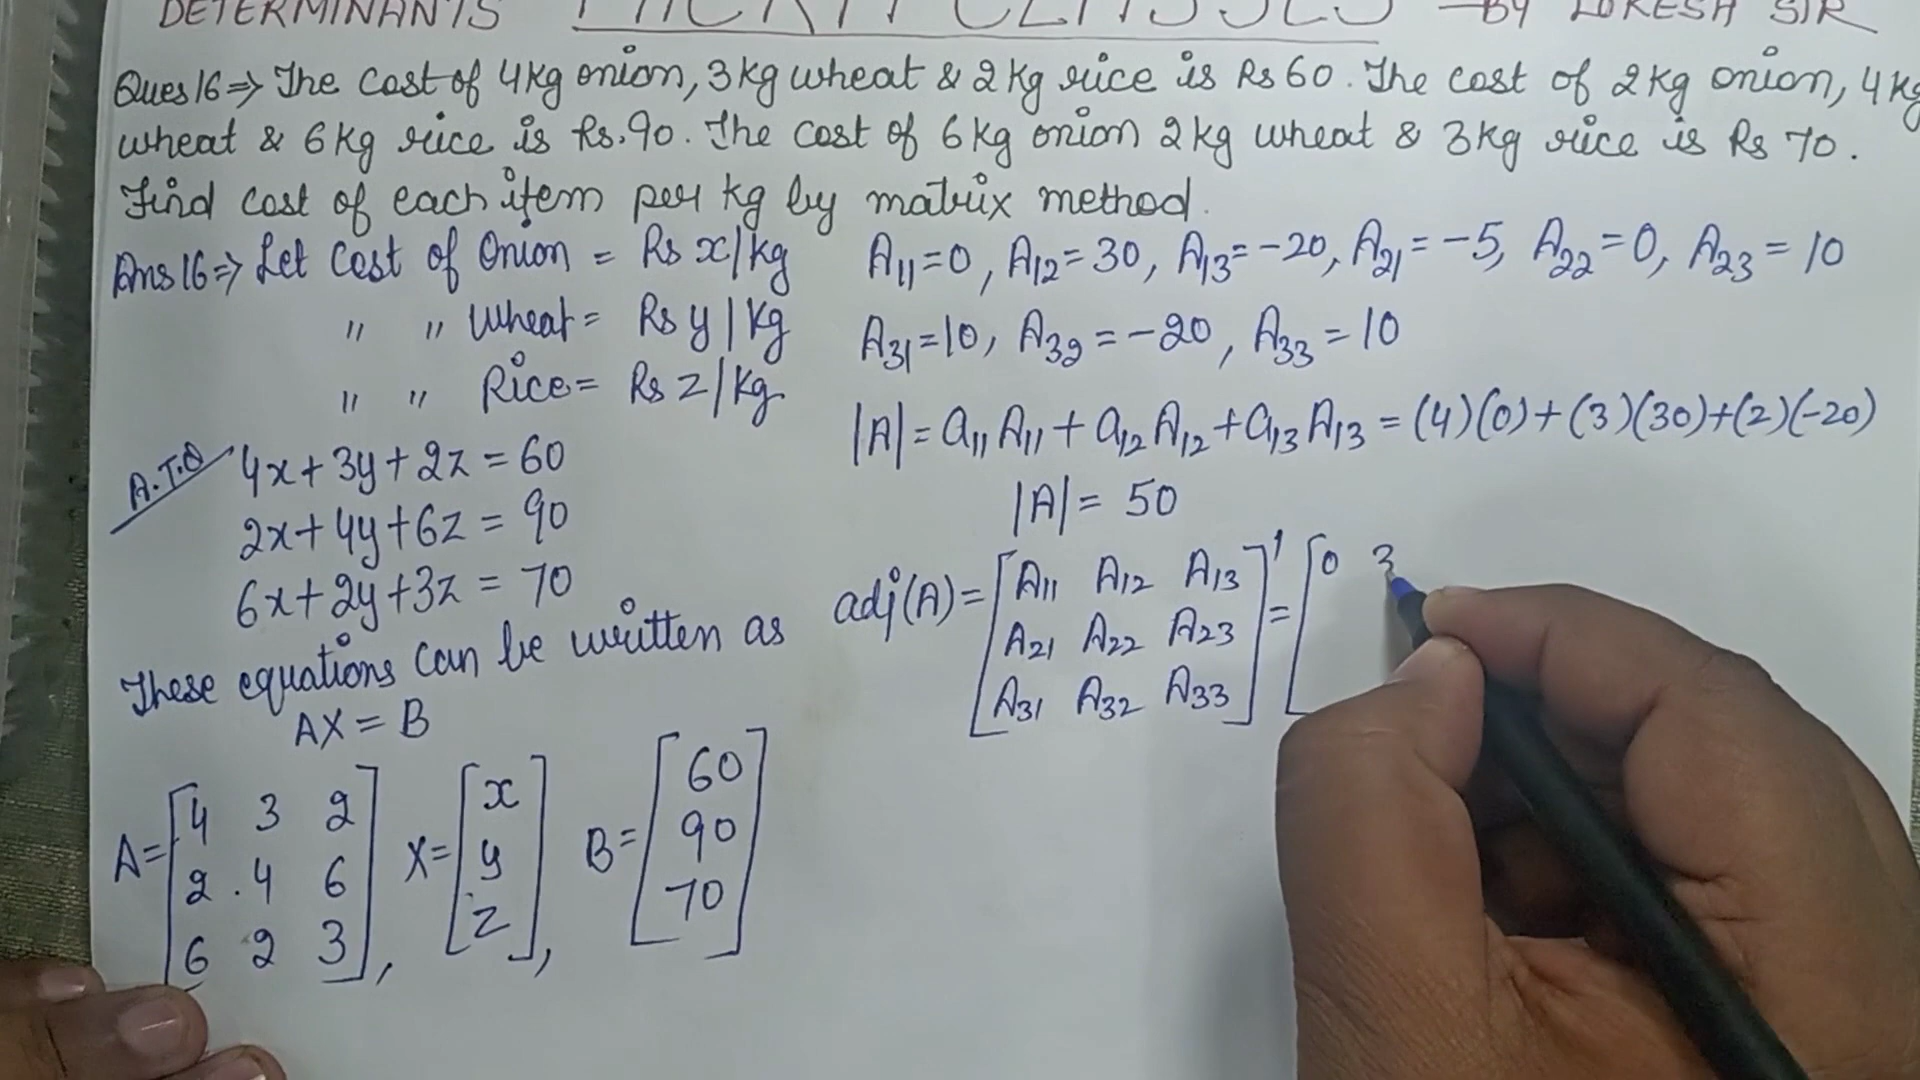 DETERMINANTS - BY LOKESH SIR
Ques 16 ⇒ The cost of 4kg onion, 3kg wheat & 2kg rice is Rs 60. The cost of 2kg onion, 4kg
wheat & 6kg rice is Rs. 90. The cost of 6kg onion 2kg wheat & 3kg rice is Rs 70.
Find cost of each item per kg by matrix method.
Ans 16 ⇒ Let Cost of Onion = Rs x/kg
" " Wheat = Rs y/kg
" " Rice = Rs z/kg
A.T.Q 4x + 3y + 2z = 60
2x + 4y + 6z = 90
6x + 2y + 3z = 70
These equations can be written as
AX = B
A = [4 3 2
2 . 4 6
6 2 3], X = [x
y
z], B = [60
90
70]
A11 = 0, A12 = 30, A13 = -20, A21 = -5, A22 = 0, A23 = 10
A31 = 10, A32 = -20, A33 = 10
|A| = a11 A11 + a12 A12 + a13 A13 = (4)(0) + (3)(30) + (2)(-20)
|A| = 50
adj(A) = [A11 A12 A13
A21 A22 A23
A31 A32 A33]' = [0 3